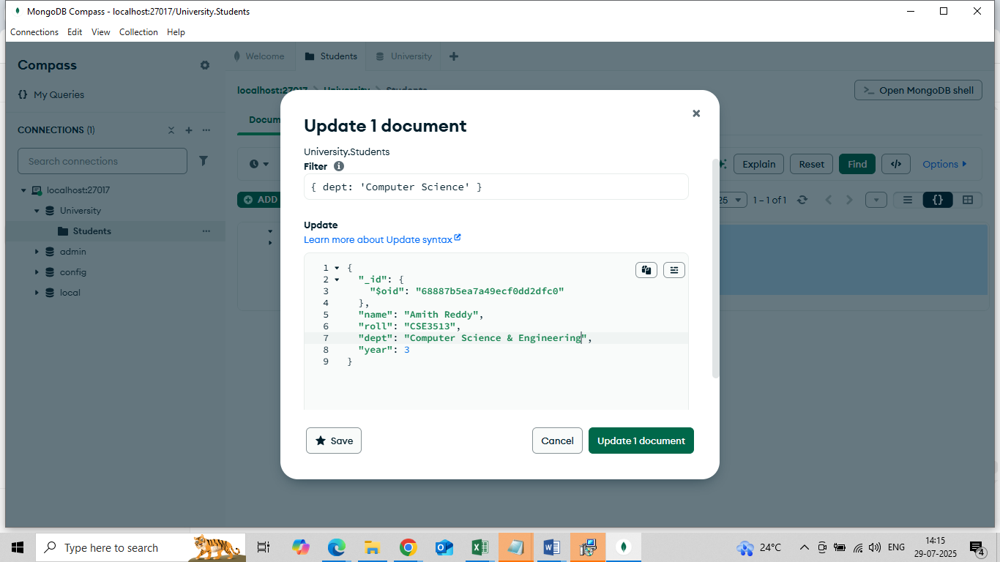 MongoDB Compass - localhost:27017/University.Students
Connections Edit View Collection Help
Compass
My Queries
CONNECTIONS (1)
Search connections
localhost:27017
University
Students
admin
config
local
Welcome
Students
University
localhost:27017 > University > Students
Open MongoDB shell
Docum
Explain
Reset
Find
</>
Options
ADD
25
1 – 1 of 1
{}
Update 1 document
University.Students
Filter
{ dept: 'Computer Science' }
Update
Learn more about Update syntax
1 {
2 "_id": {
3 "$oid": "68887b5ea7a49ecf0dd2dfc0"
4 },
5 "name": "Amith Reddy",
6 "roll": "CSE3513",
7 "dept": "Computer Science & Engineering",
8 "year": 3
9 }
Save
Cancel
Update 1 document
Type here to search
24°C
ENG
14:15
29-07-2025
4